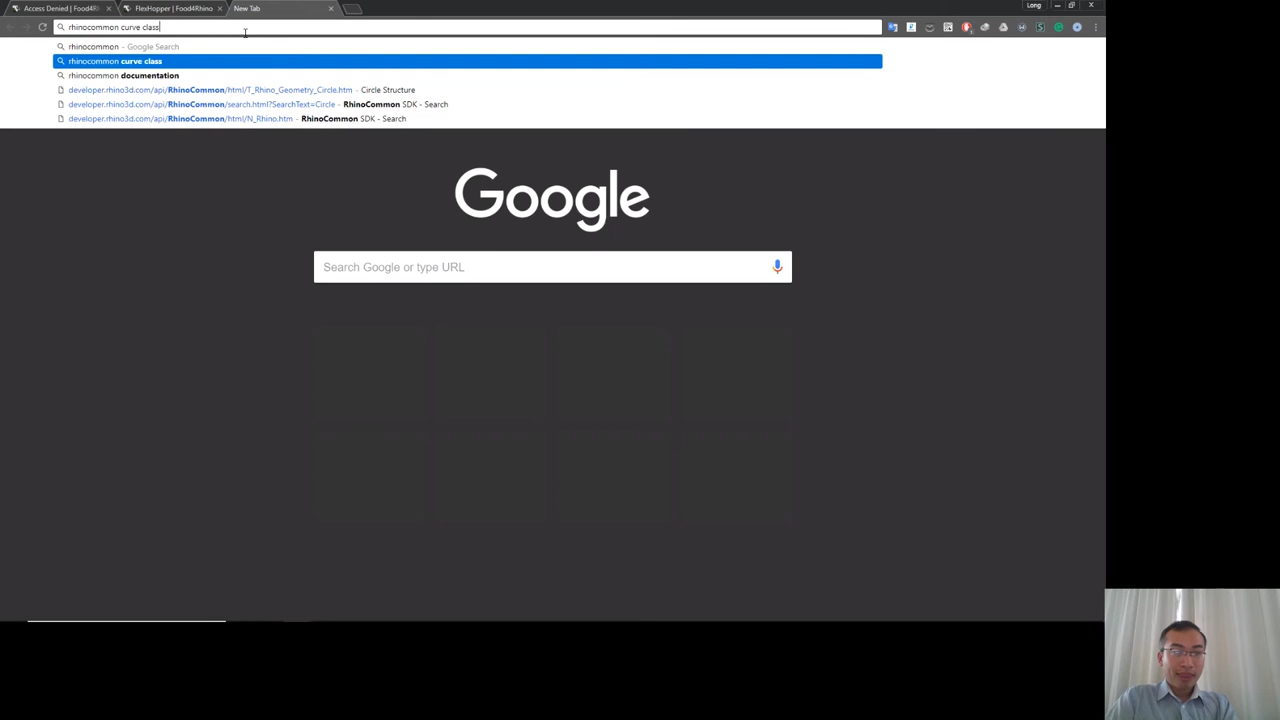 Access Denied | Food4R
FlexHopper | Food4Rhino
New Tab
Long
rhinocommon curve class
rhinocommon - Google Search
rhinocommon curve class
rhinocommon documentation
developer.rhino3d.com/api/RhinoCommon/html/T_Rhino_Geometry_Circle.htm - Circle Structure
developer.rhino3d.com/api/RhinoCommon/search.html?SearchText=Circle - RhinoCommon SDK - Search
developer.rhino3d.com/api/RhinoCommon/html/N_Rhino.htm - RhinoCommon SDK - Search
Google
Search Google or type URL